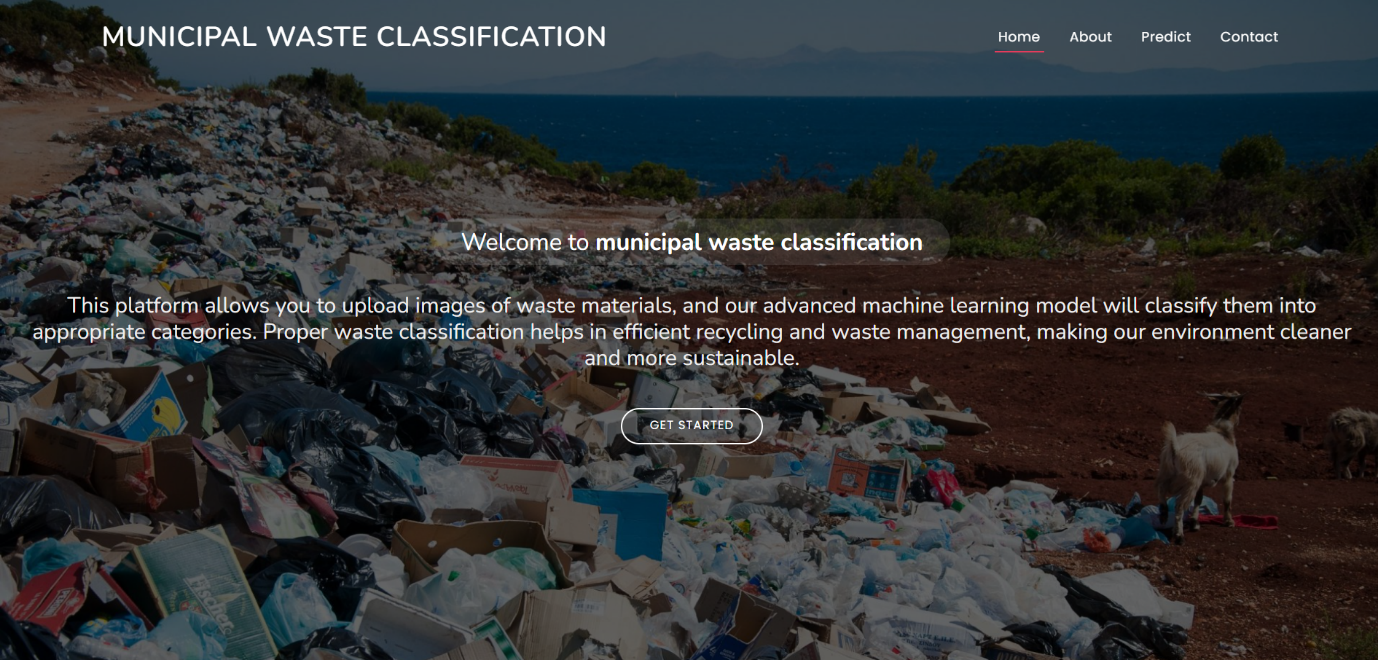 MUNICIPAL WASTE CLASSIFICATION
Home About Predict Contact
Welcome to municipal waste classification
This platform allows you to upload images of waste materials, and our advanced machine learning model will classify them into
appropriate categories. Proper waste classification helps in efficient recycling and waste management, making our environment cleaner
and more sustainable.
GET STARTED
Fischer